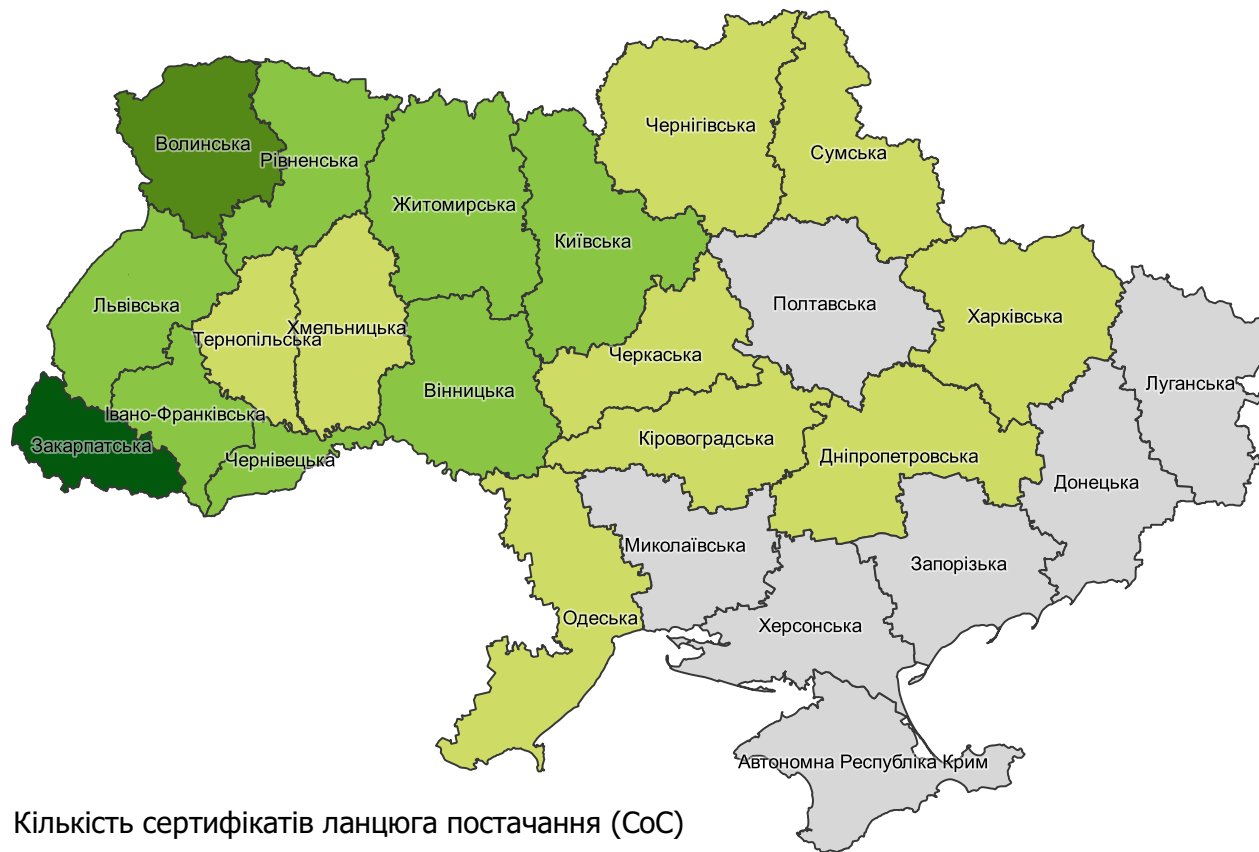 Чернігівська
Сумська
Волинська
Рівненська
Житомирська
Київська
Львівська
Тернопільська
Хмельницька
Полтавська
Харківська
Черкаська
Луганська
Вінницька
Івано-Франківська
Закарпатська
Чернівецька
Кіровоградська
Дніпропетровська
Донецька
Миколаївська
Запорізька
Одеська
Херсонська
Автономна Республіка Крим
Кількість сертифікатів ланцюга постачання (CoC)